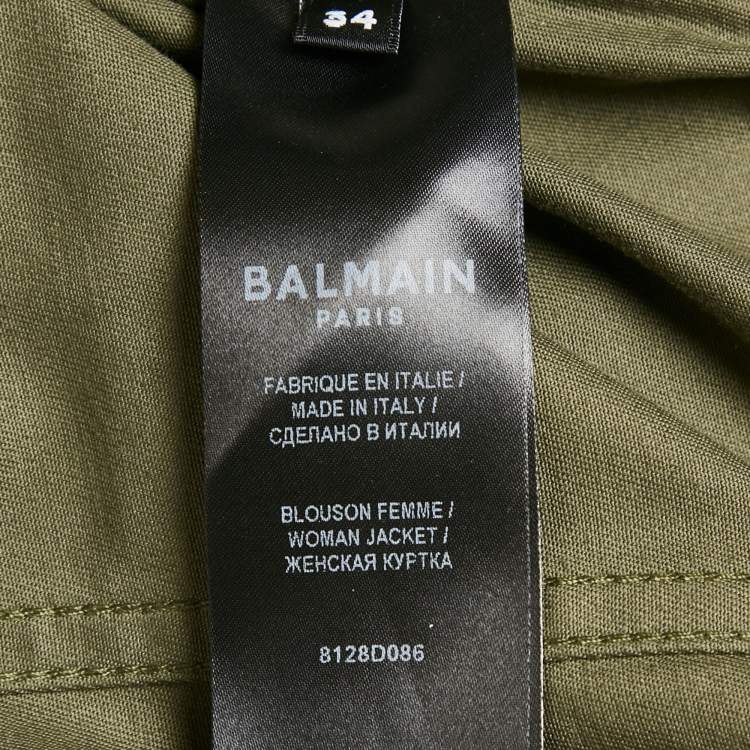 34
BALMAIN
PARIS
FABRIQUE EN ITALIE /
MADE IN ITALY /
СДЕЛАНО В ИТАЛИИ
BLOUSON FEMME /
WOMAN JACKET /
ЖЕНСКАЯ КУРТКА
8128D086